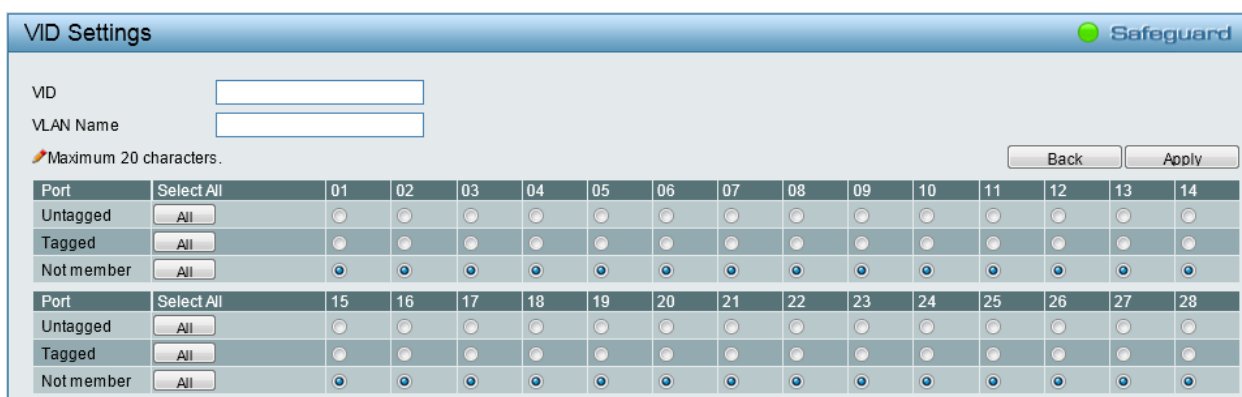 VID Settings Safeguard
VID
VLAN Name
Maximum 20 characters.
Back Apply
Port Select All 01 02 03 04 05 06 07 08 09 10 11 12 13 14
Untagged All
Tagged All
Not member All
Port Select All 15 16 17 18 19 20 21 22 23 24 25 26 27 28
Untagged All
Tagged All
Not member All